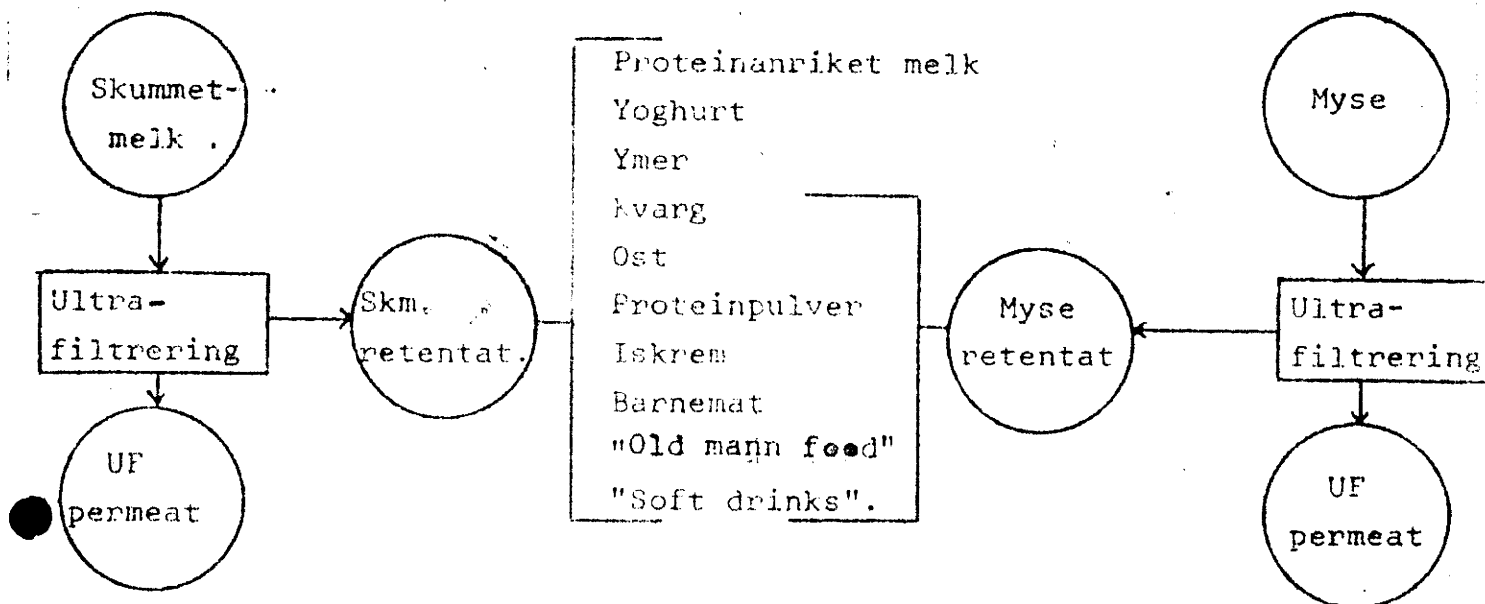 Skummet-
melk .
Ultra-
filtrering
UF
permeat
Skm.
retentat.
Proteinanriket melk
Yoghurt
Ymer
Kvarg
Ost
Proteinpulver
Iskrem
Barnemat
"Old mann food"
"Soft drinks".
Myse
retentat
Myse
Ultra-
filtrering
UF
permeat